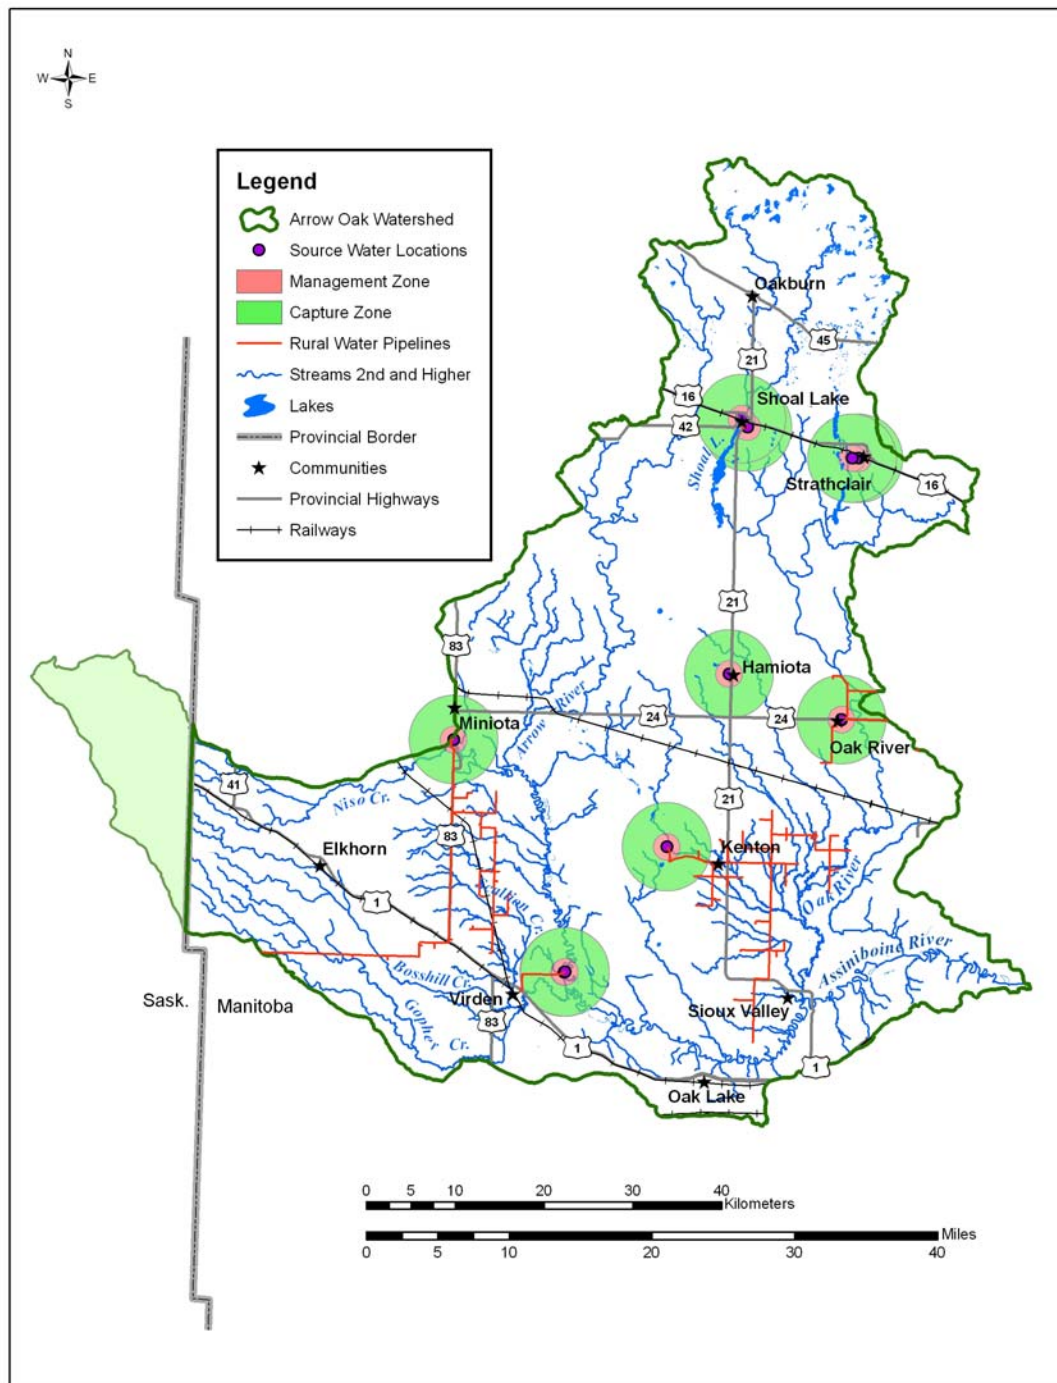 N
W E
S
Legend
Arrow Oak Watershed
Source Water Locations
Management Zone
Capture Zone
Rural Water Pipelines
Streams 2nd and Higher
Lakes
Provincial Border
Communities
Provincial Highways
Railways
Oakburn
45
21
16
Shoal Lake
42
Shoal L.
Strathclair
16
21
83
Hamiota
Arrow River
24
24
Miniota
Oak River
41
Niso Cr.
21
83
Elkhorn
Kenton
1
Scallion Cr.
Oak River
Assiniboine River
Bosshill Cr.
Sask.
Manitoba
Virden
Sioux Valley
Gopher Cr.
83
1
1
Oak Lake
0 5 10 20 30 40
Kilometers
Miles
0 5 10 20 30 40